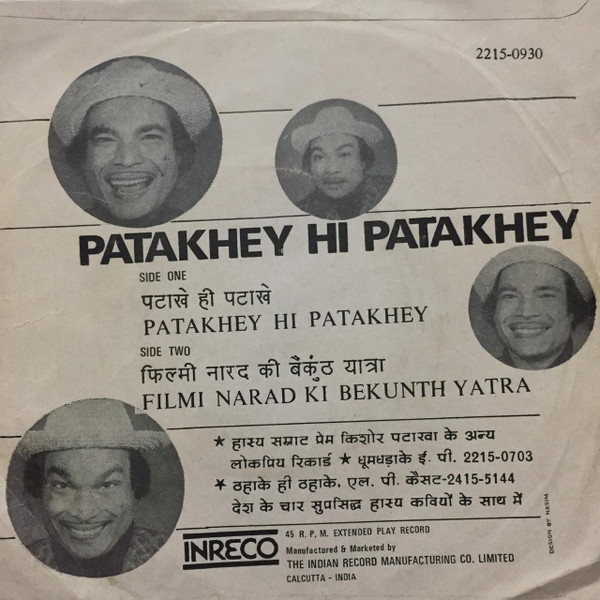 2215-0930
PATAKHEY HI PATAKHEY
SIDE ONE
पटाखे ही पटाखे
PATAKHEY HI PATAKHEY
SIDE TWO
फिल्मी नारद की बैंकुंठ यात्रा
FILMI NARAD KI BEKUNTH YATRA
★ हास्य सम्राट प्रेम किशोर पटाखा के अन्य
लोकप्रिय रिकार्ड ★ धूमधड़ाके ई. पी. 2215-0703
★ ठहाके ही ठहाके, एल. पी. कैसट-2415-5144
देश के चार सुप्रसिद्ध हास्य कवियों के साथ में
INRECO
45 R. P. M. EXTENDED PLAY RECORD
Manufactured & Marketed by
THE INDIAN RECORD MANUFACTURING CO. LIMITED
CALCUTTA - INDIA
DESIGN BY NASIM